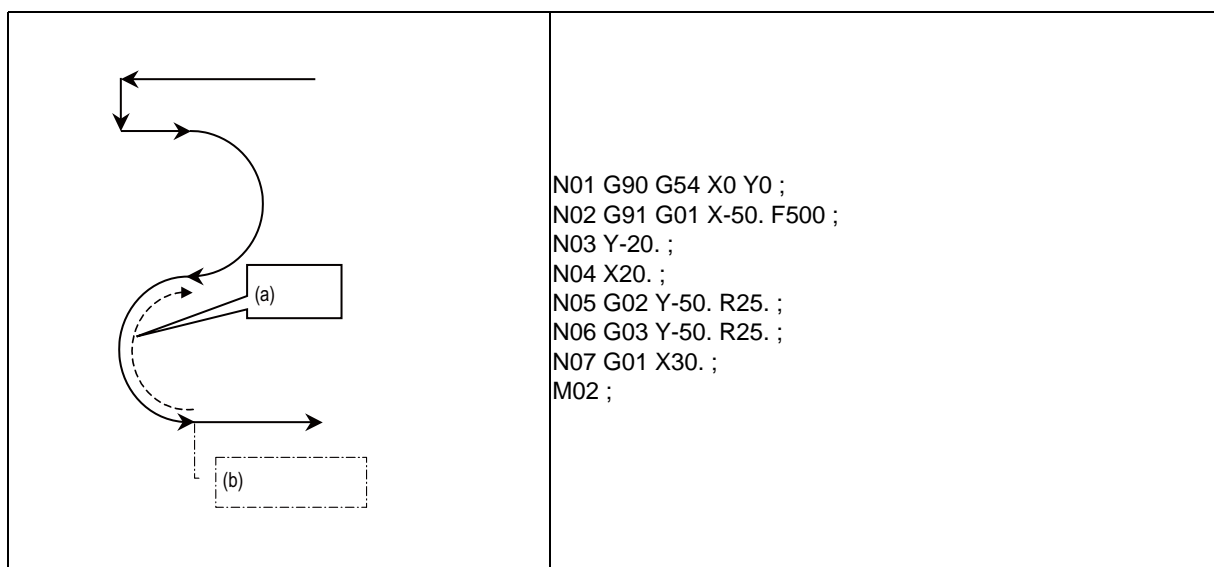 (a)
(b)
N01 G90 G54 X0 Y0 ;
N02 G91 G01 X-50. F500 ;
N03 Y-20. ;
N04 X20. ;
N05 G02 Y-50. R25. ;
N06 G03 Y-50. R25. ;
N07 G01 X30. ;
M02 ;